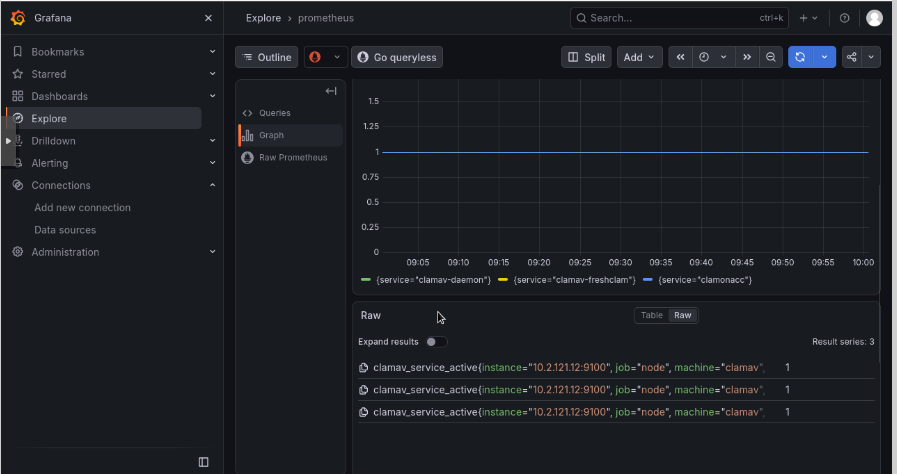 Grafana
Explore › prometheus
Search...
ctrl+k
Bookmarks
Starred
Dashboards
Explore
Drilldown
Alerting
Connections
Add new connection
Data sources
Administration
Outline
Go queryless
Split
Add
Queries
Graph
Raw Prometheus
1.5
1.25
1
0.75
0.5
0.25
0
09:05 09:10 09:15 09:20 09:25 09:30 09:35 09:40 09:45 09:50 09:55 10:00
{service="clamav-daemon"} {service="clamav-freshclam"} {service="clamonacc"}
Raw
Table Raw
Expand results
Result series: 3
clamav_service_active{instance="10.2.121.12:9100", job="node", machine="clamav", 1
clamav_service_active{instance="10.2.121.12:9100", job="node", machine="clamav", 1
clamav_service_active{instance="10.2.121.12:9100", job="node", machine="clamav", 1